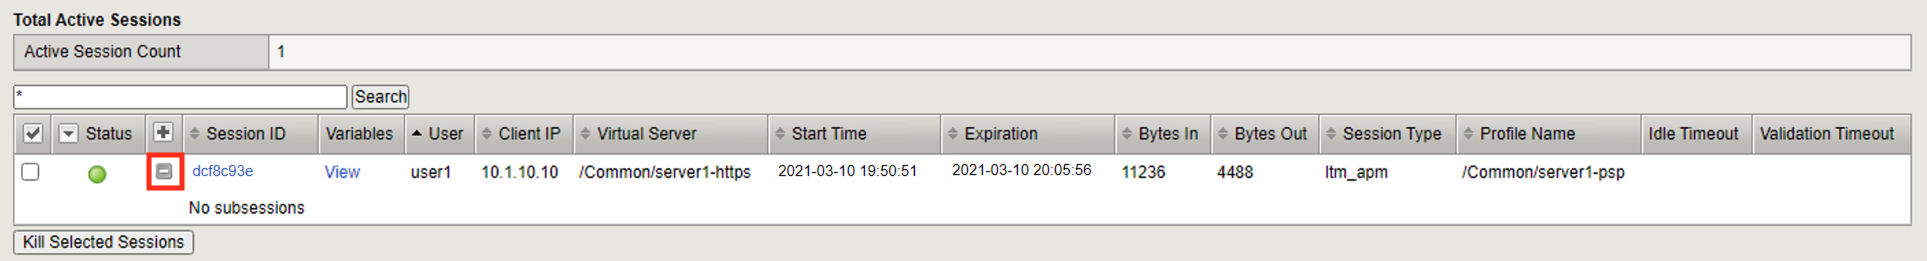 Total Active Sessions
Active Session Count 1
* Search
Status Session ID Variables User Client IP Virtual Server Start Time Expiration Bytes In Bytes Out Session Type Profile Name Idle Timeout Validation Timeout
dcf8c93e View user1 10.1.10.10 /Common/server1-https 2021-03-10 19:50:51 2021-03-10 20:05:56 11236 4488 ltm_apm /Common/server1-psp
No subsessions
Kill Selected Sessions